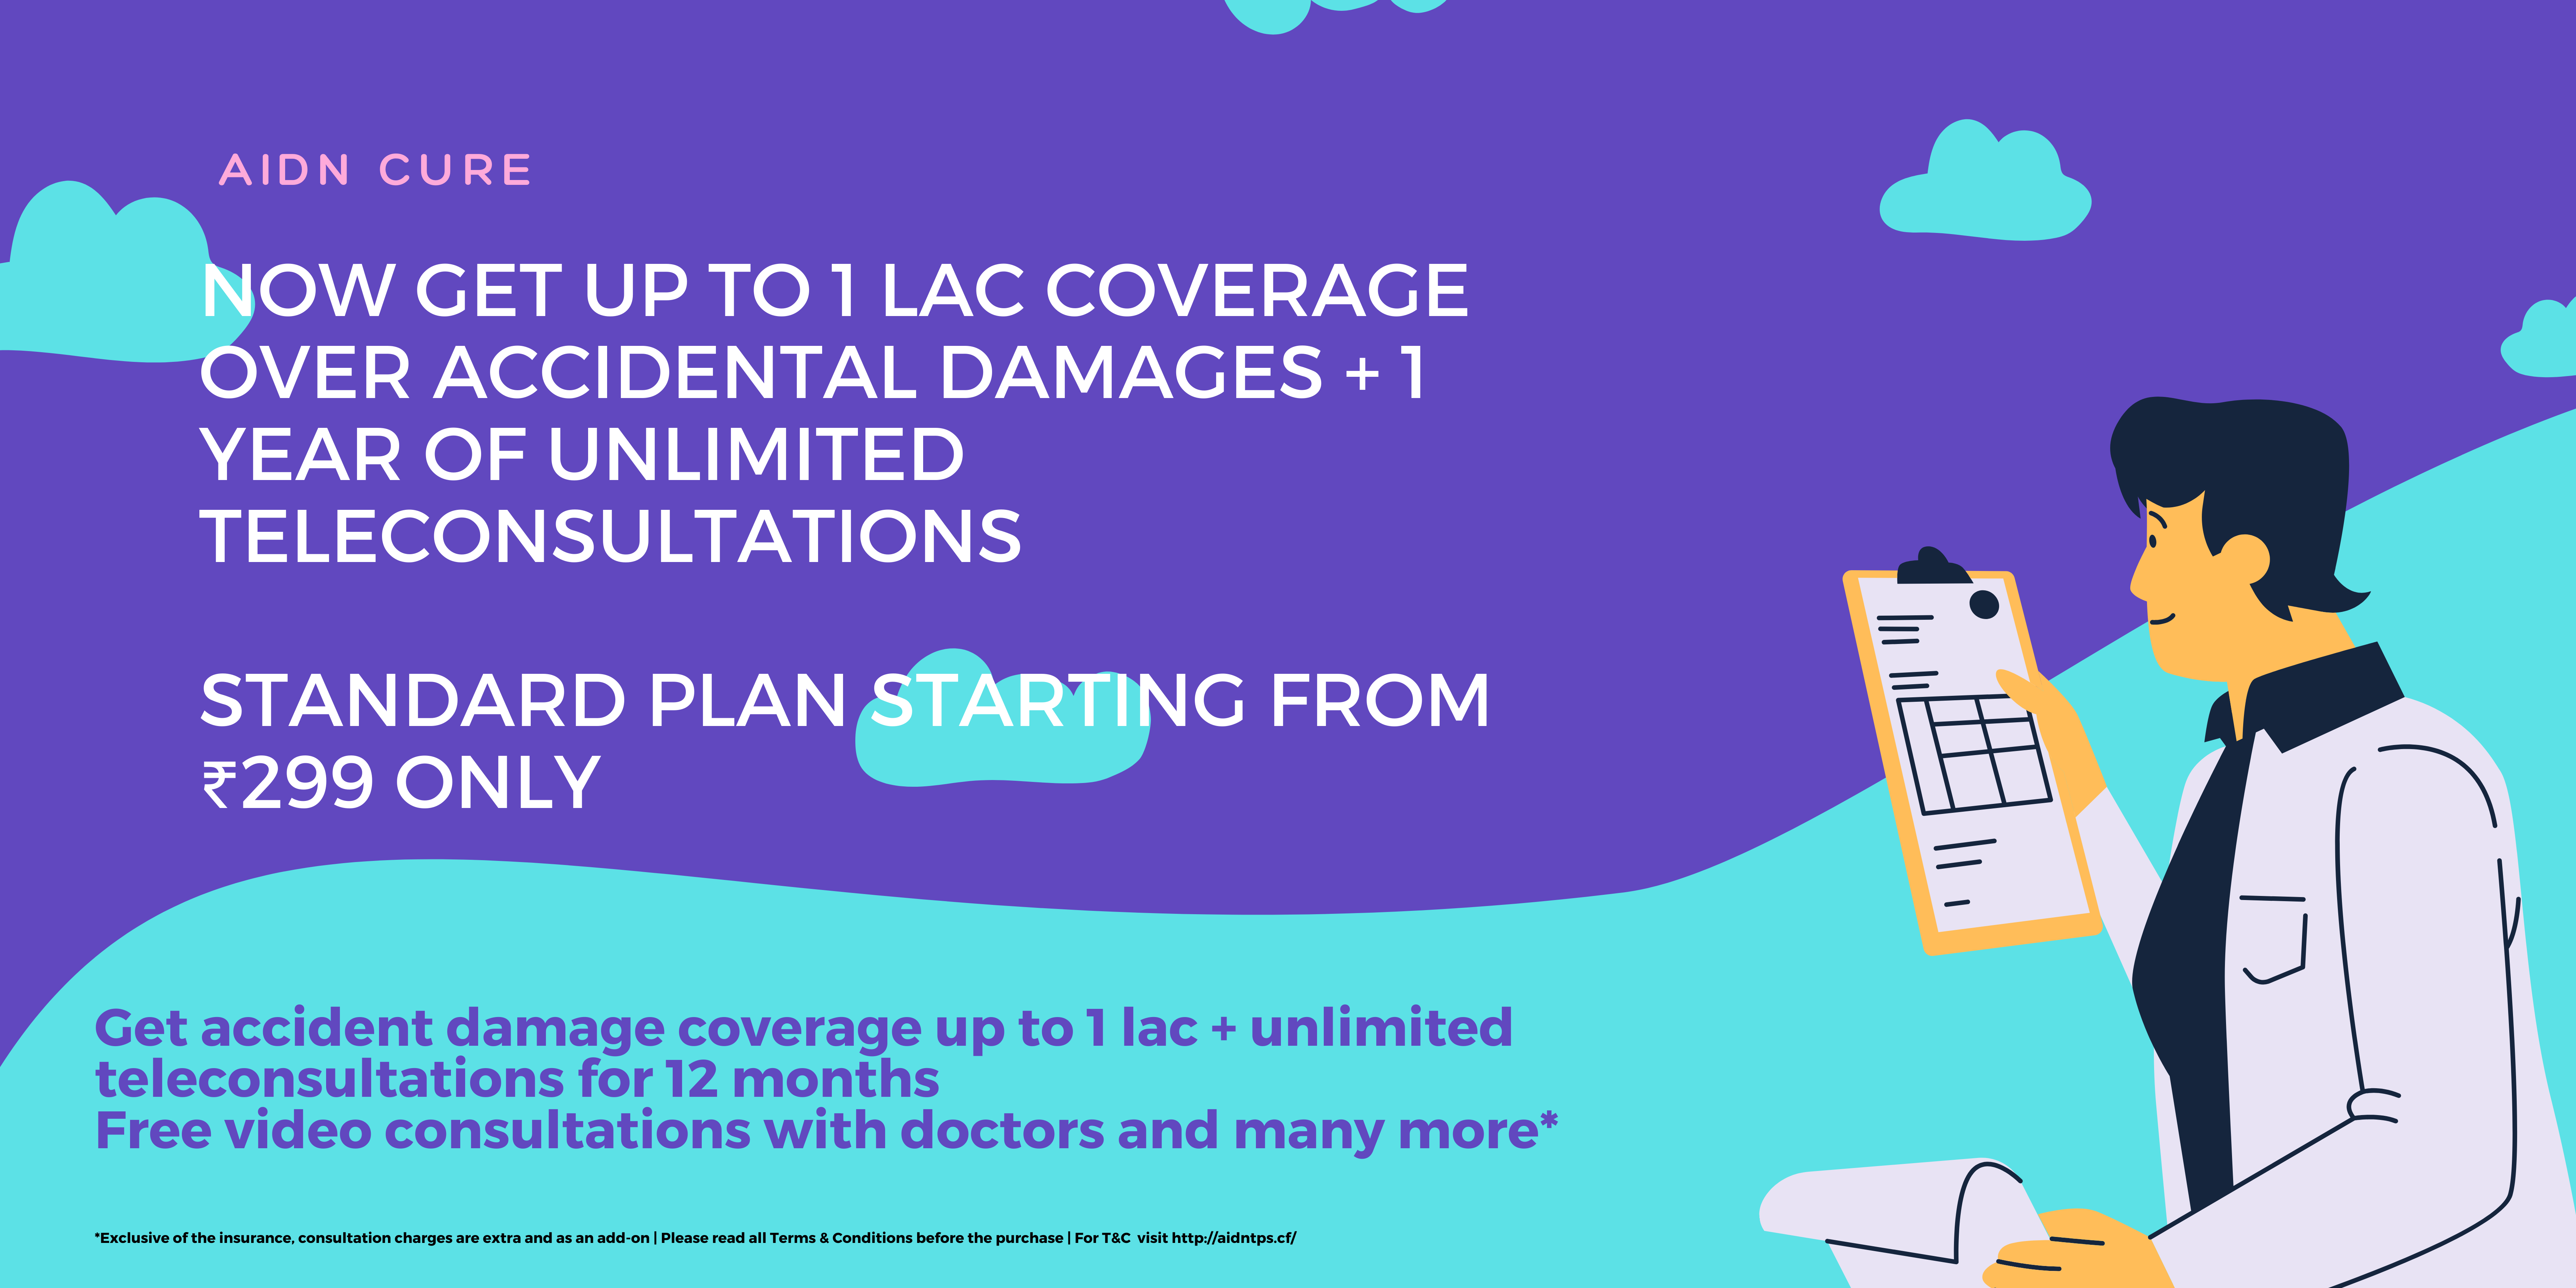 AIDN CURE
NOW GET UP TO 1 LAC COVERAGE
OVER ACCIDENTAL DAMAGES + 1
YEAR OF UNLIMITED
TELECONSULTATIONS
STANDARD PLAN STARTING FROM
₹299 ONLY
Get accident damage coverage up to 1 lac + unlimited
teleconsultations for 12 months
Free video consultations with doctors and many more*
*Exclusive of the insurance, consultation charges are extra and as an add-on | Please read all Terms & Conditions before the purchase | For T&C visit http://aidntps.cf/